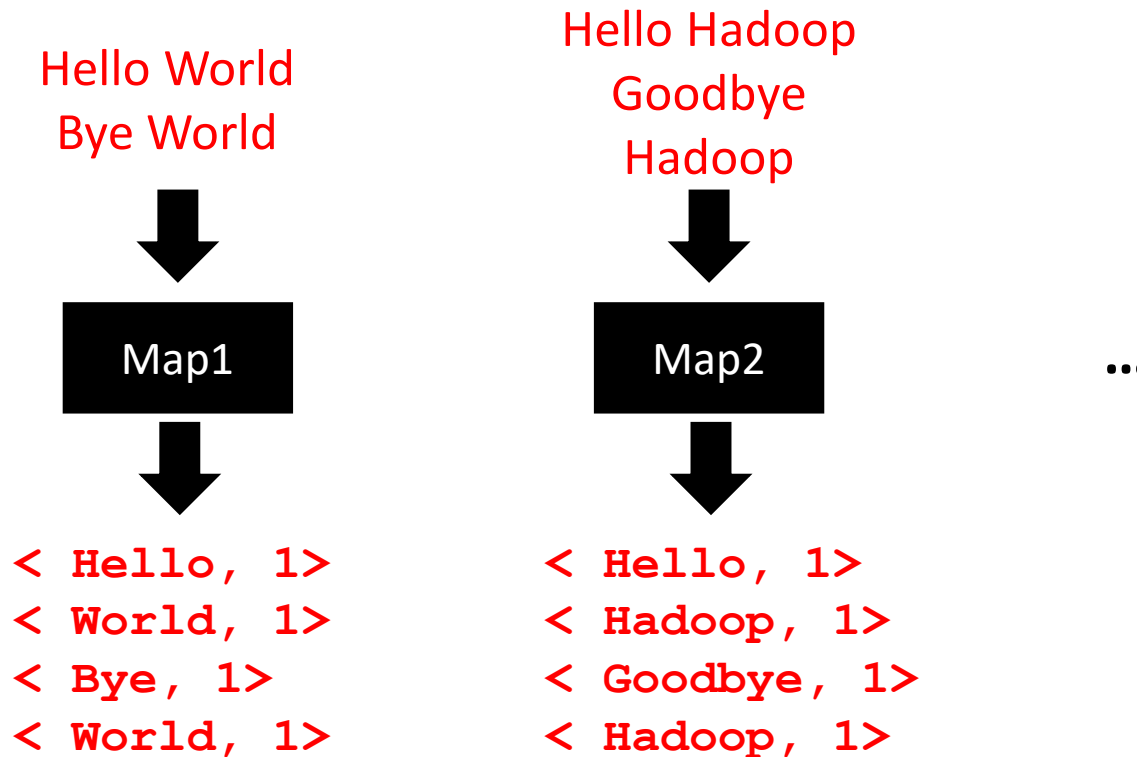 Hello World
Bye World
Hello Hadoop
Goodbye
Hadoop
Map1
Map2
...
< Hello, 1>
< World, 1>
< Bye, 1>
< World, 1>
< Hello, 1>
< Hadoop, 1>
< Goodbye, 1>
< Hadoop, 1>